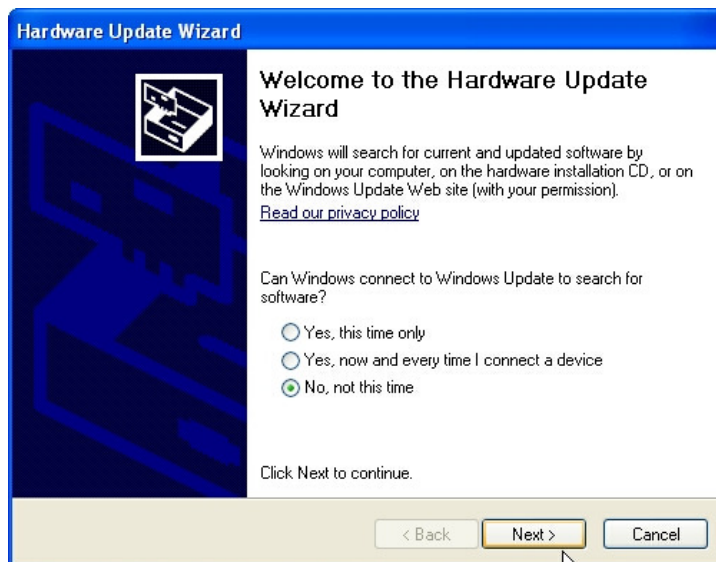 Hardware Update Wizard
Welcome to the Hardware Update
Wizard
Windows will search for current and updated software by
looking on your computer, on the hardware installation CD, or on
the Windows Update Web site (with your permission).
Read our privacy policy
Can Windows connect to Windows Update to search for
software?
Yes, this time only
Yes, now and every time I connect a device
No, not this time
Click Next to continue.
< Back
Next >
Cancel